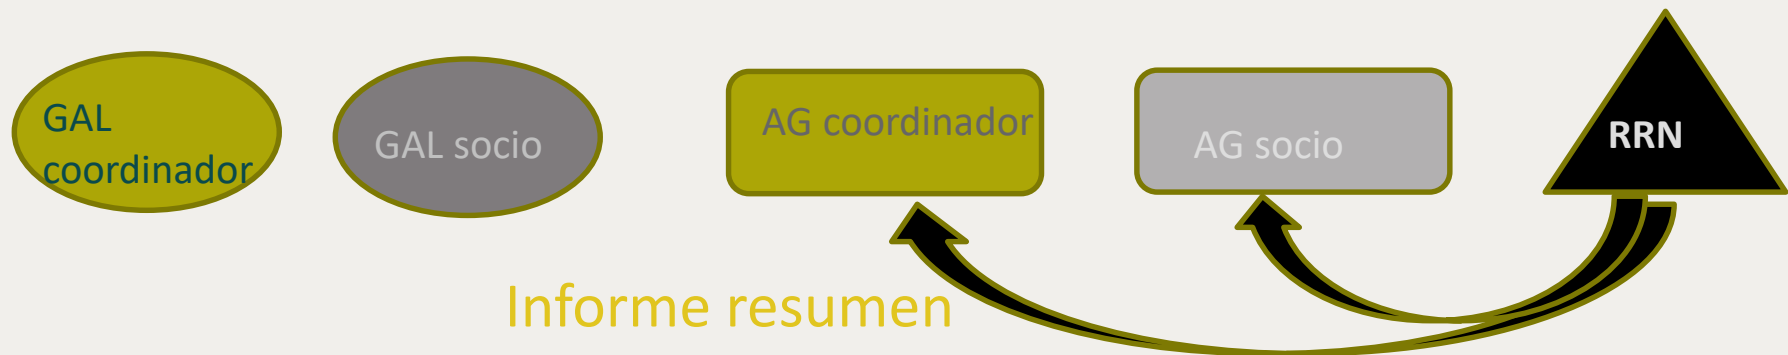 GAL
coordinador
GAL socio
AG coordinador
AG socio
RRN
Informe resumen